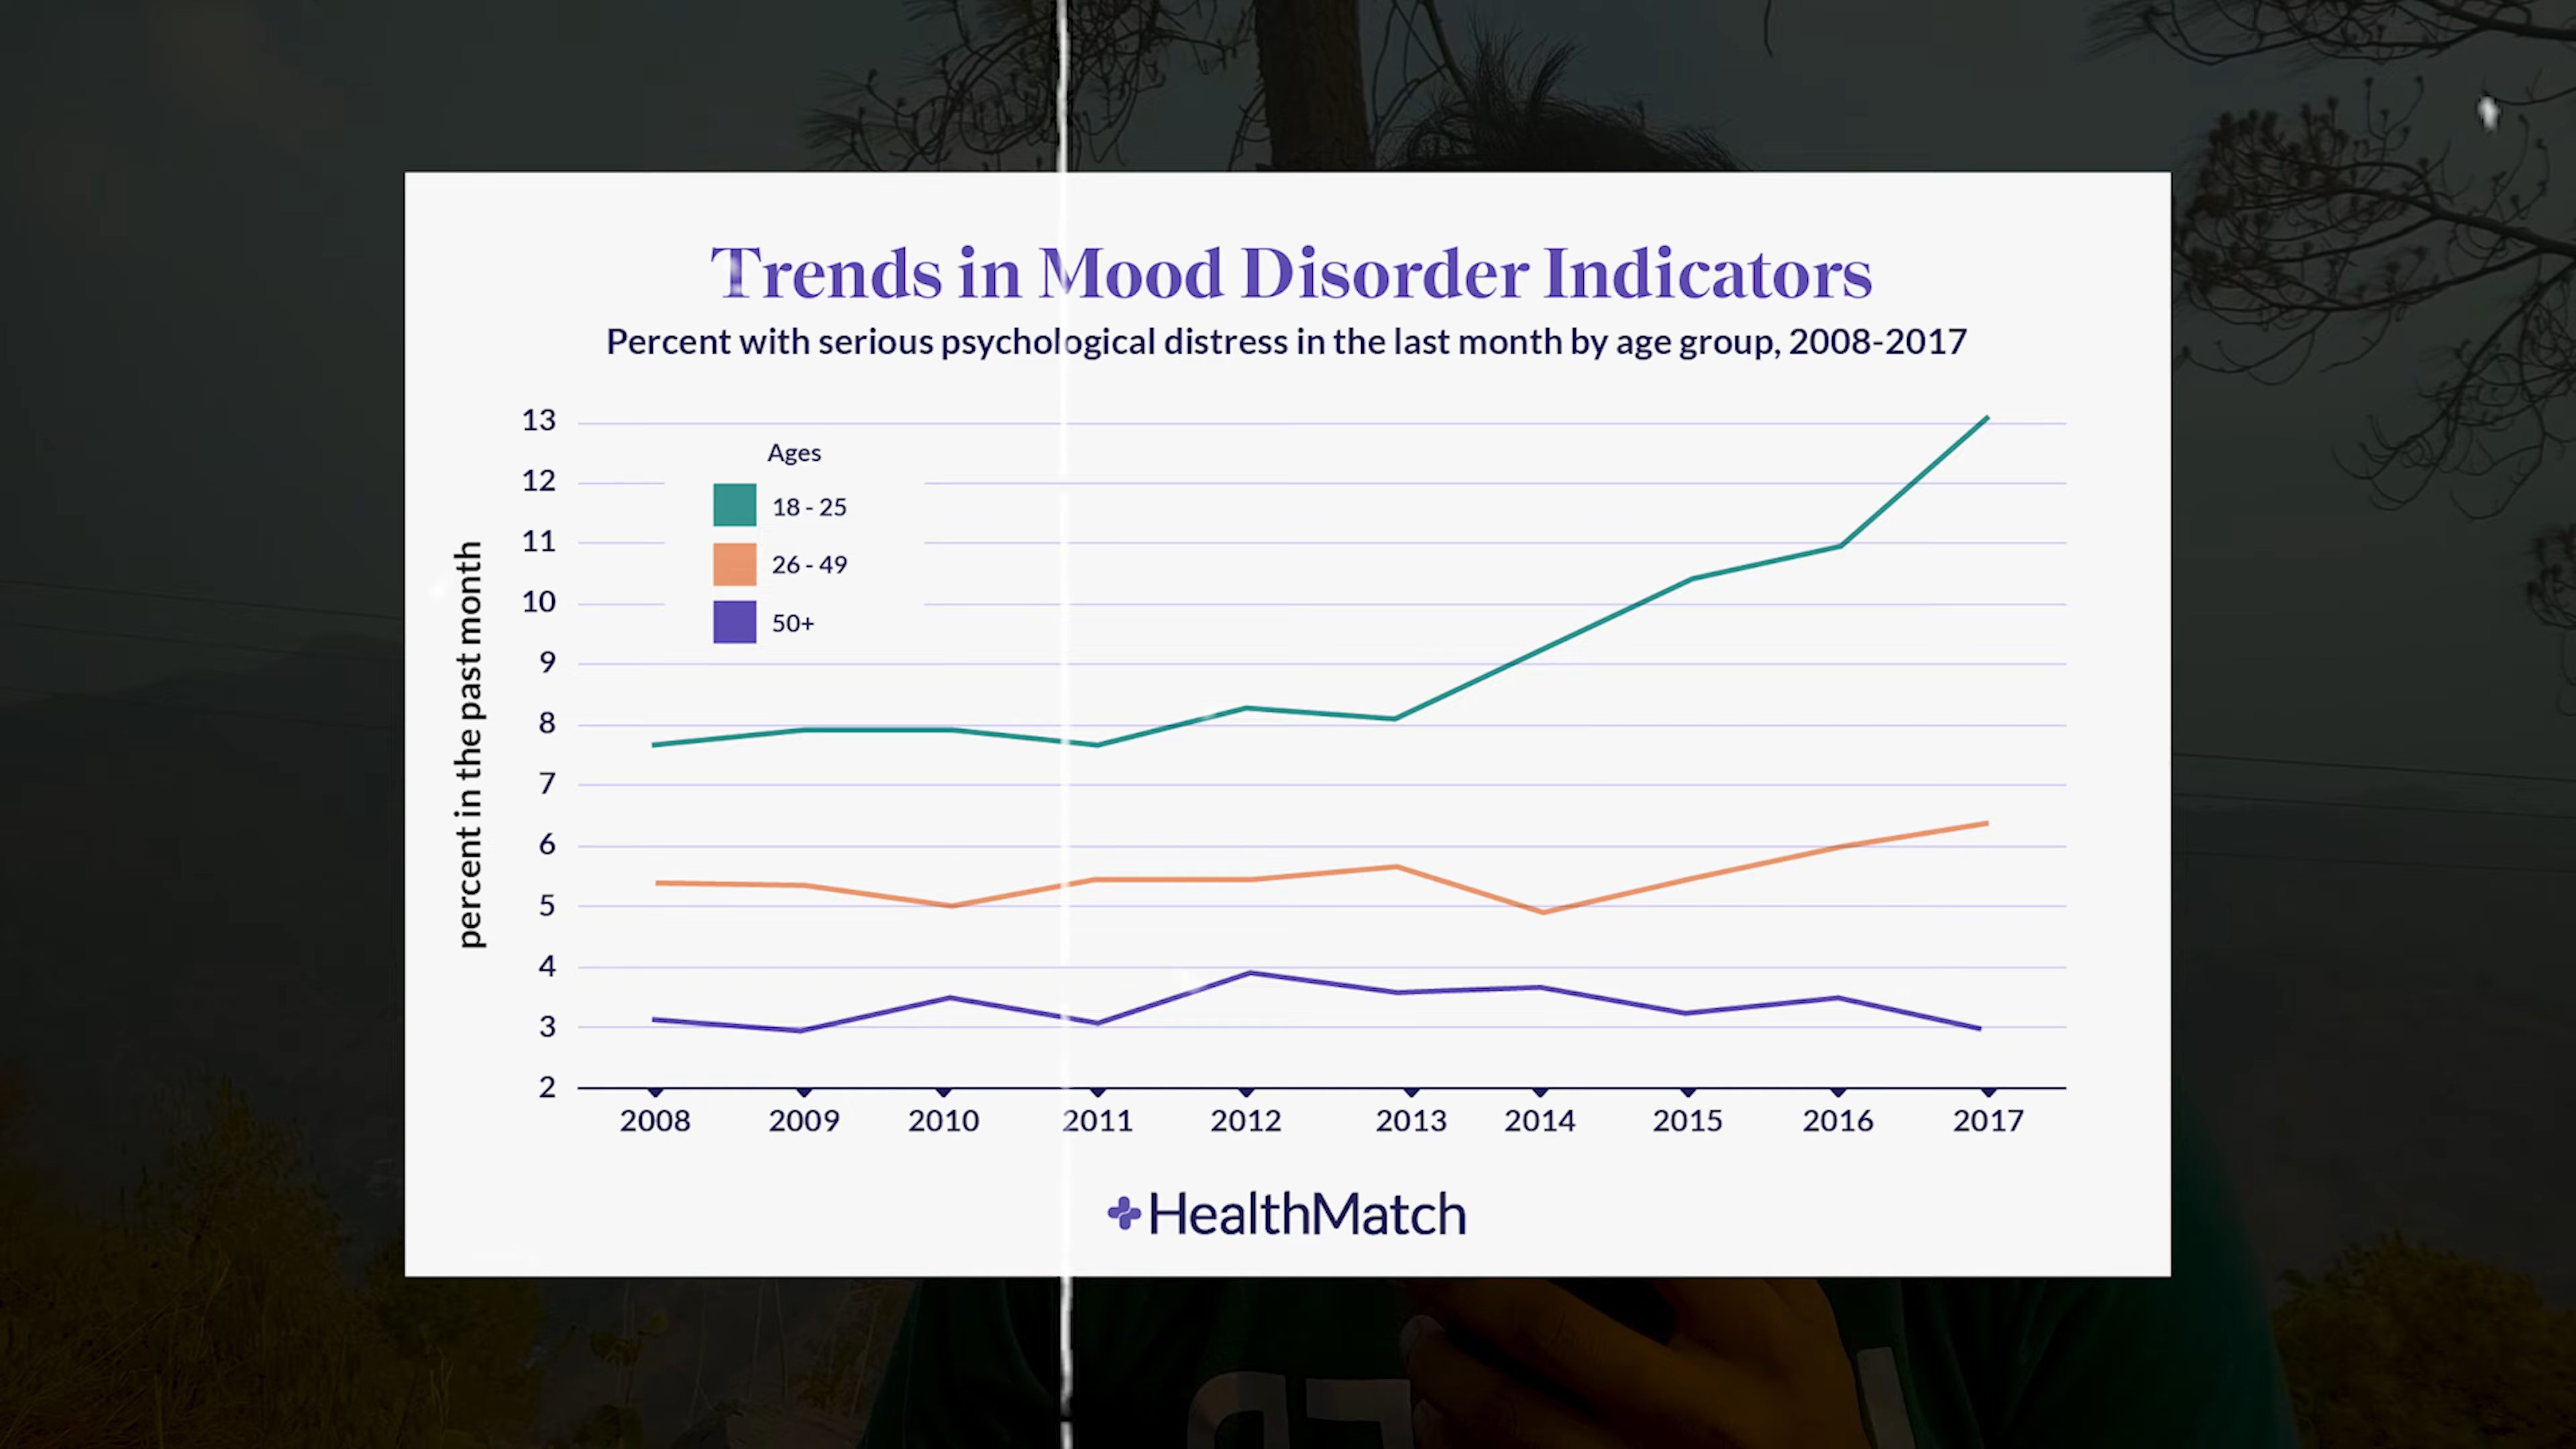 Trends in Mood Disorder Indicators
Percent with serious psychological distress in the last month by age group, 2008-2017
percent in the past month
13
12
11
10
9
8
7
6
5
4
3
2
Ages
18 - 25
26 - 49
50+
2008 2009 2010 2011 2012 2013 2014 2015 2016 2017
HealthMatch